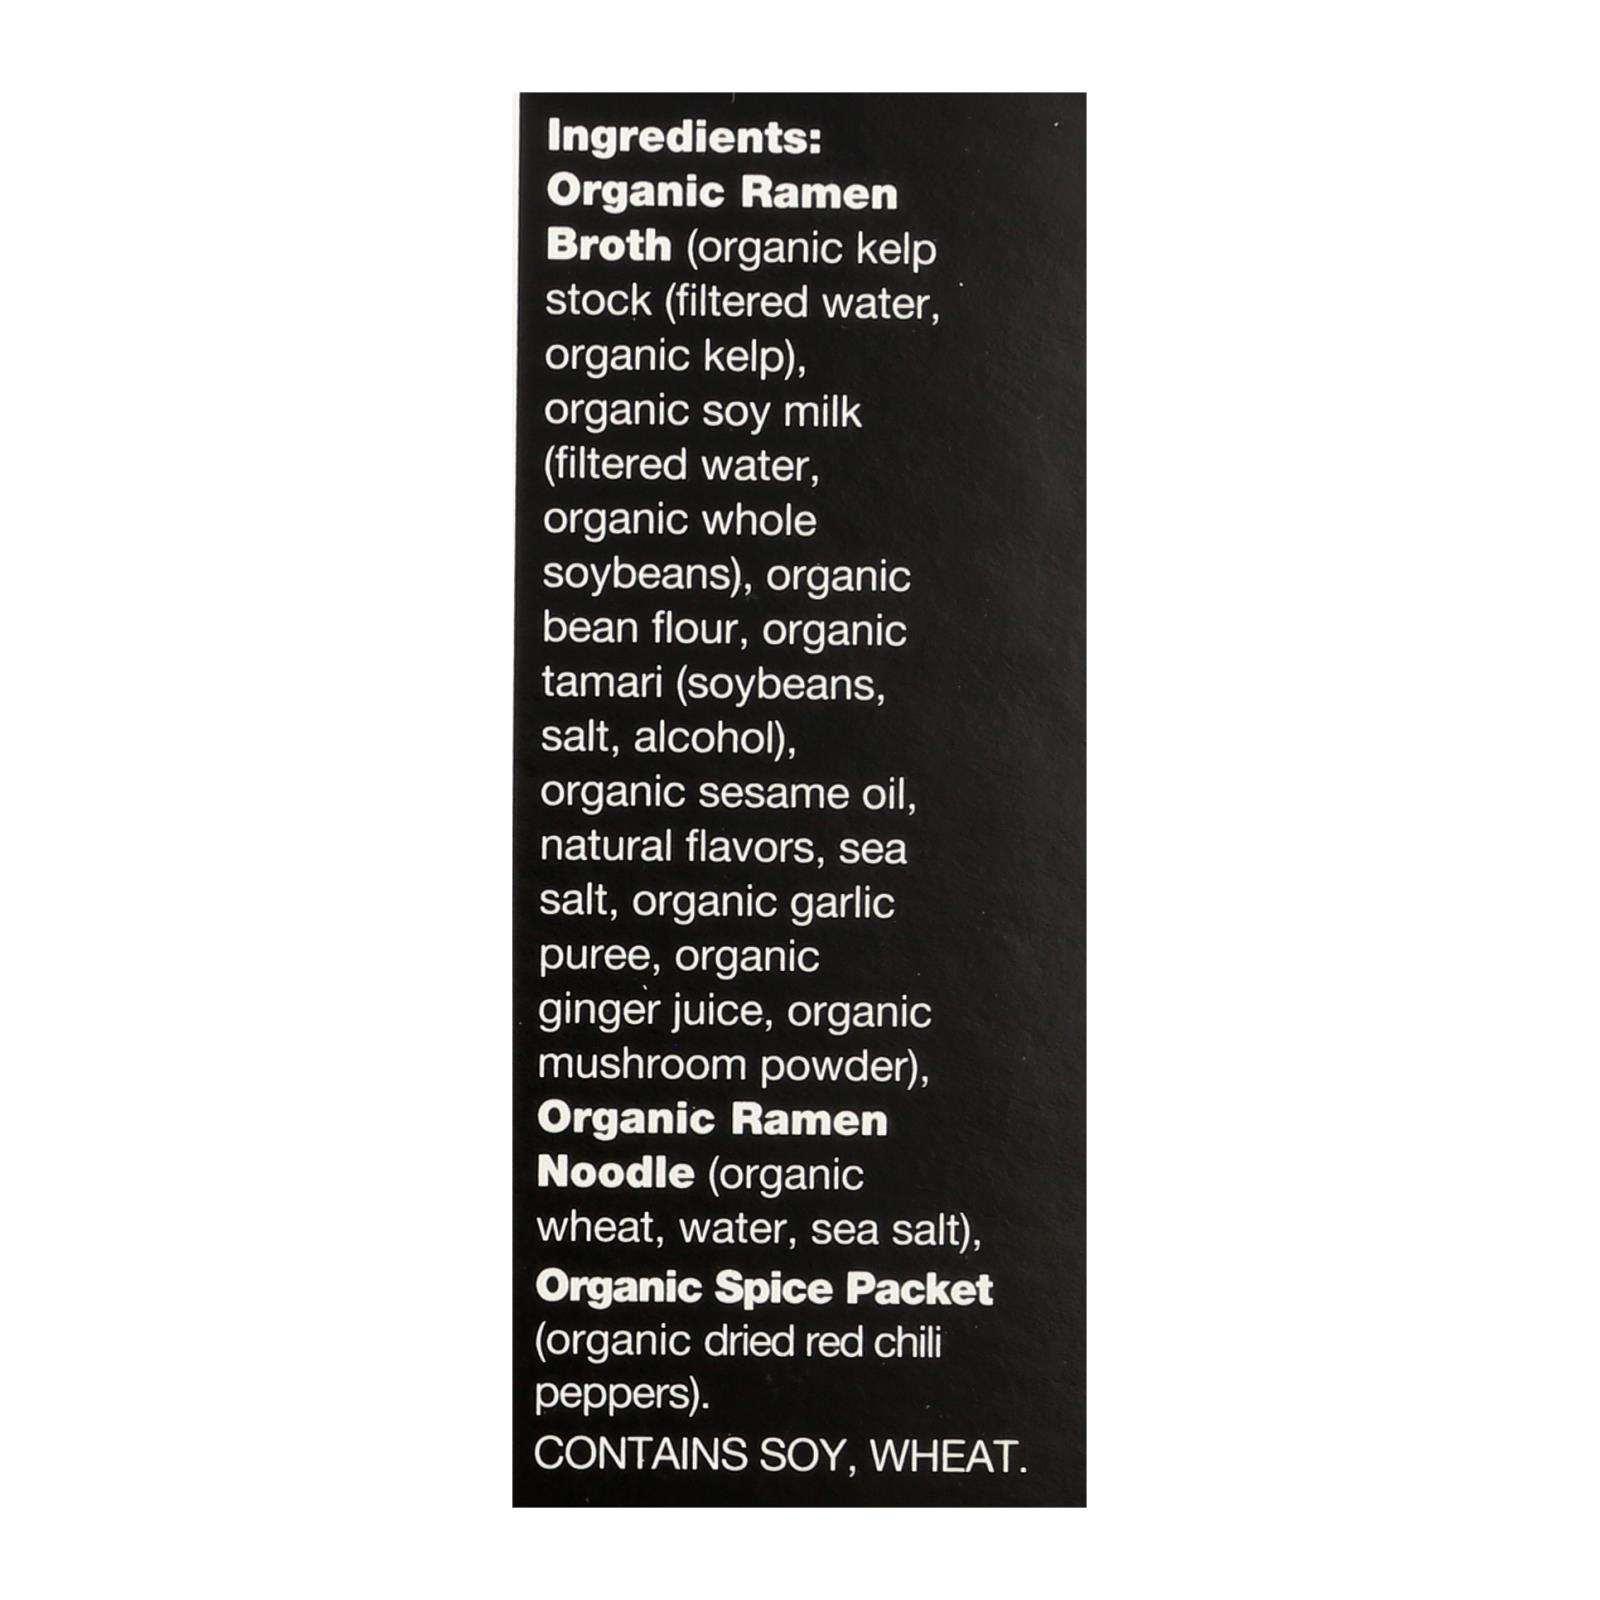 Ingredients:
Organic Ramen
Broth (organic kelp
stock (filtered water,
organic kelp),
organic soy milk
(filtered water,
organic whole
soybeans), organic
bean flour, organic
tamari (soybeans,
salt, alcohol),
organic sesame oil,
natural flavors, sea
salt, organic garlic
puree, organic
ginger juice, organic
mushroom powder),
Organic Ramen
Noodle (organic
wheat, water, sea salt),
Organic Spice Packet
(organic dried red chili
peppers).
CONTAINS SOY, WHEAT.